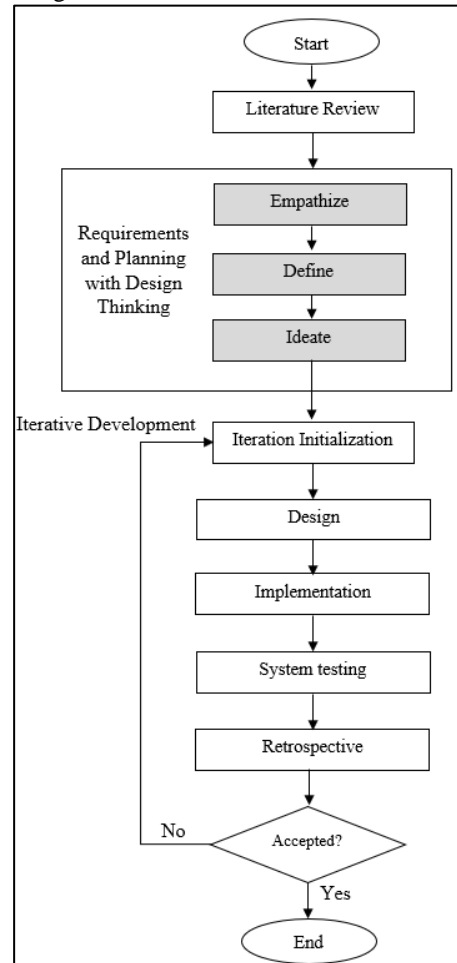 Start
Literature Review
Requirements
and Planning
with Design
Thinking
Empathize
Define
Ideate
Iterative Development
Iteration Initialization
Design
Implementation
System testing
Retrospective
Accepted?
No
Yes
End